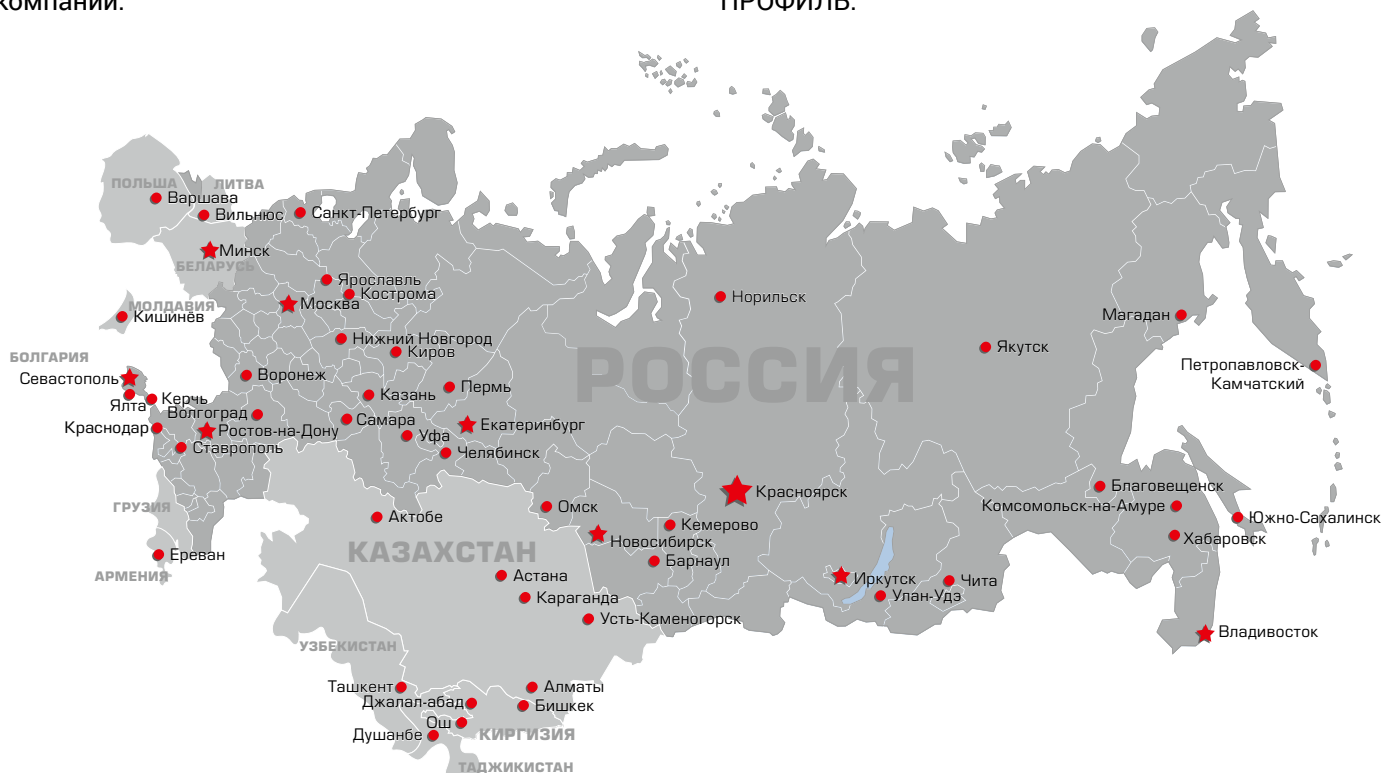 компании.
ПРОФИЛЬ.
ПОЛЬША
ЛИТВА
Варшава
Вильнюс
Санкт-Петербург
Минск
БЕЛАРУСЬ
Ярославль
Кострома
Норильск
МОЛДАВИЯ
Москва
Кишинёв
Магадан
Нижний Новгород
Киров
Якутск
БОЛГАРИЯ
РОССИЯ
Петропавловск-
Камчатский
Севастополь
Воронеж
Пермь
Ялта
Керчь
Казань
Волгоград
Самара
Екатеринбург
Краснодар
Ростов-на-Дону
Уфа
Ставрополь
Челябинск
Красноярск
Благовещенск
ГРУЗИЯ
Омск
Комсомольск-на-Амуре
Актобе
Южно-Сахалинск
Кемерово
Новосибирск
Хабаровск
КАЗАХСТАН
Ереван
Барнаул
АРМЕНИЯ
Астана
Иркутск
Чита
Караганда
Улан-Удэ
Усть-Каменогорск
Владивосток
УЗБЕКИСТАН
Ташкент
Алматы
Джалал-абад
Бишкек
Ош
КИРГИЗИЯ
Душанбе
ТАДЖИКИСТАН